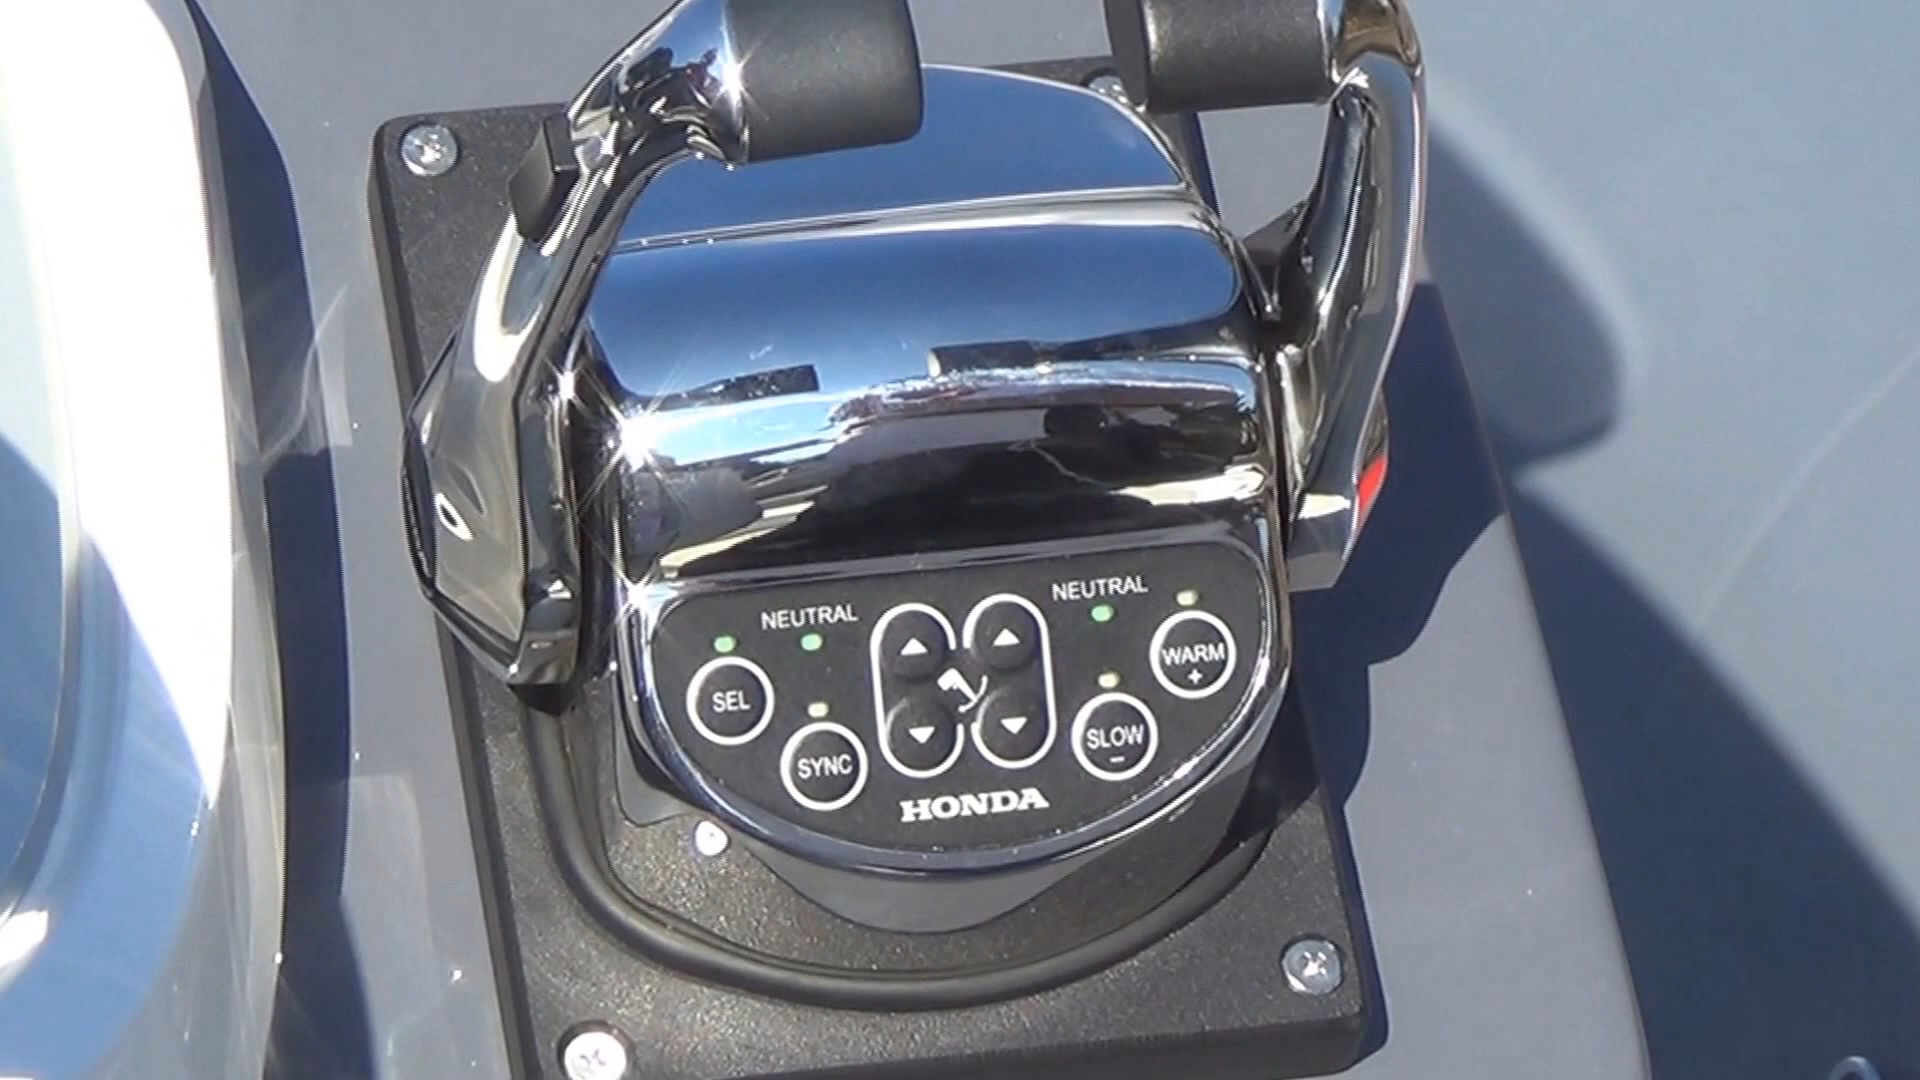 NEUTRAL
NEUTRAL
SEL
SYNC
SLOW
-
WARM
+
HONDA